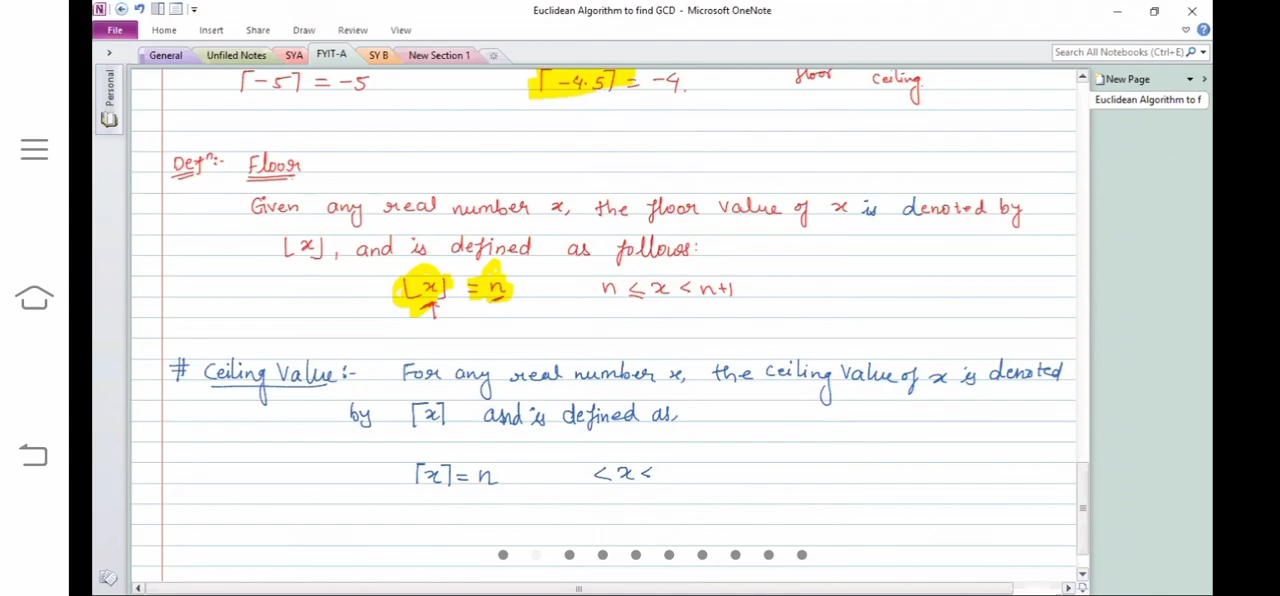 Euclidean Algorithm to find GCD - Microsoft OneNote
File Home Insert Share Draw Review View
General Unfiled Notes SYA FYIT-A SY B New Section 1 Search All Notebooks (Ctrl+E)
Personal
New Page
Euclidean Algorithm to f
⌈-5⌉ = -5 ⌈-4.5⌉ = -4. floor ceiling
Defⁿ:- Floor
Given any real number x, the floor value of x is denoted by
⌊x⌋, and is defined as follows:
⌊x⌋ = n n ≤ x < n+1
# Ceiling Value:- For any real number x, the ceiling value of x is denoted
by ⌈x⌉ and is defined as,
⌈x⌉ = n < x <